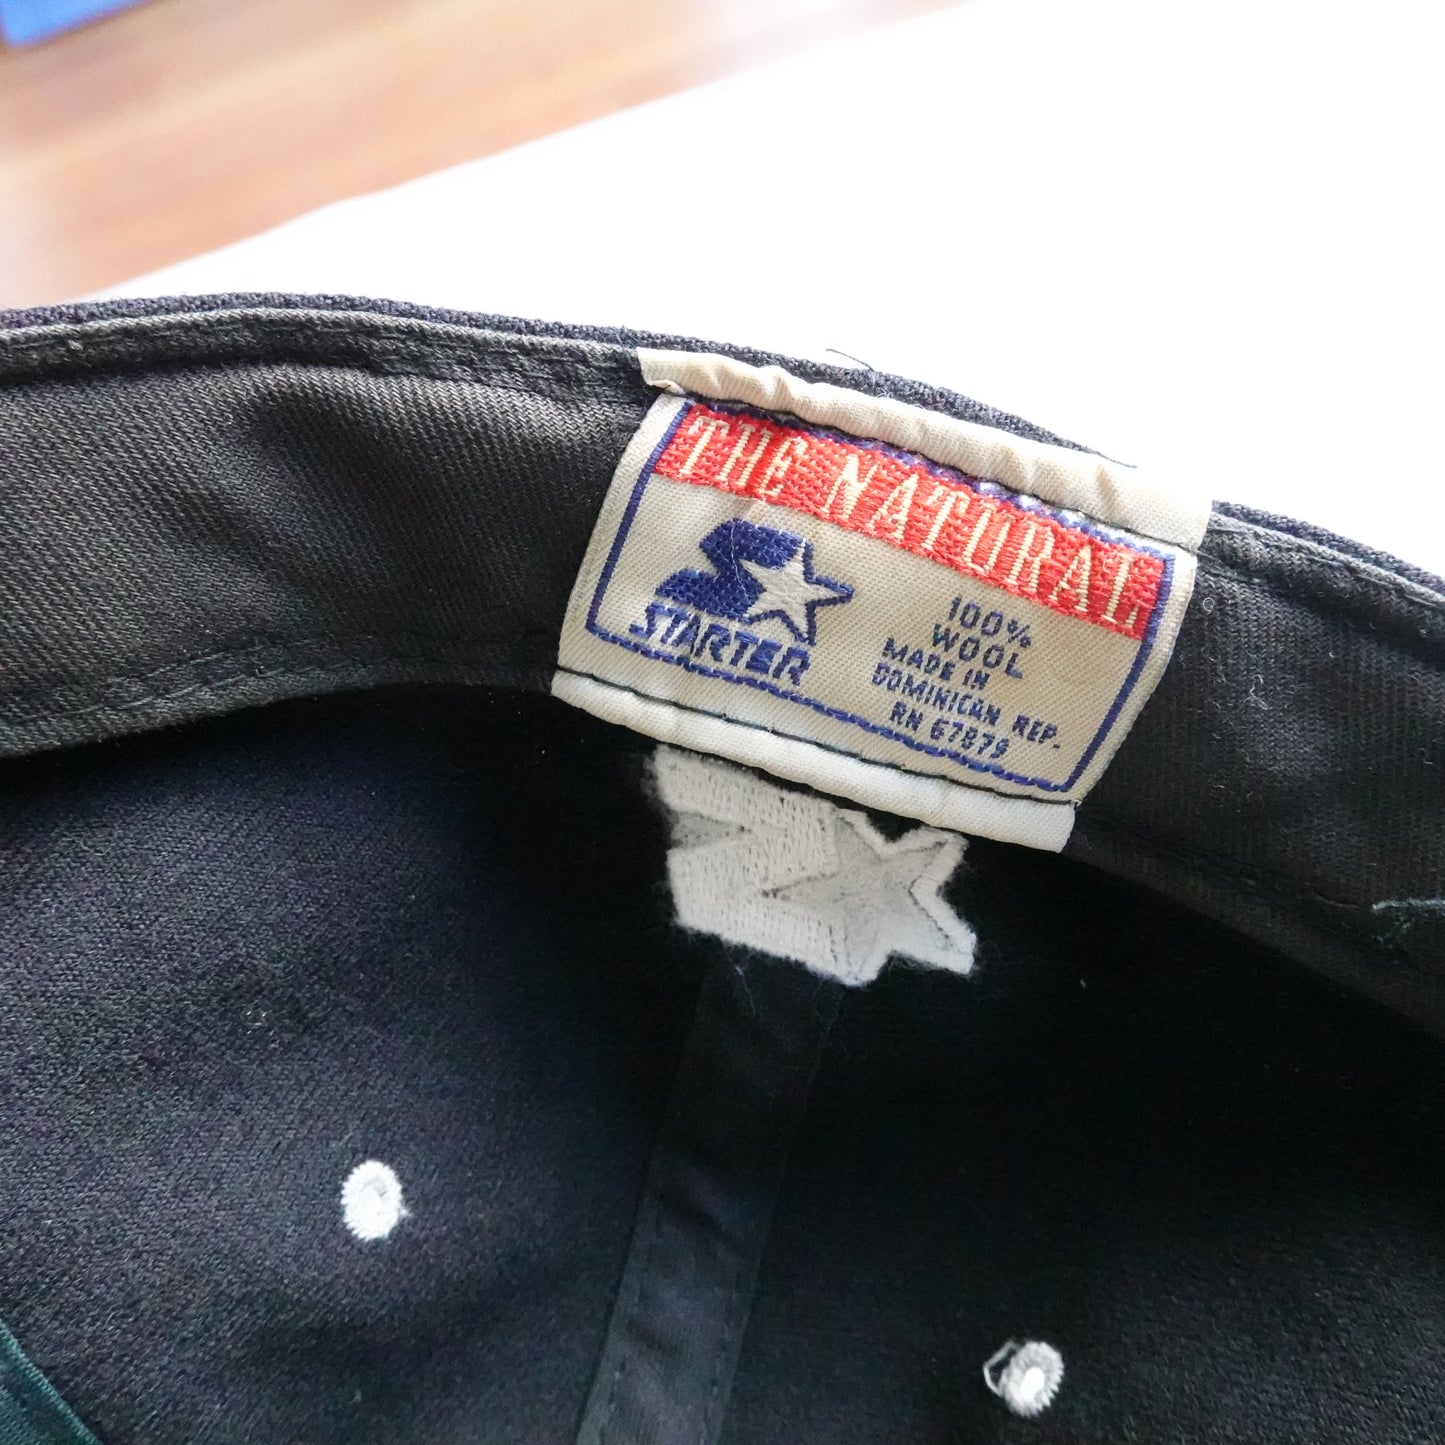 THE NATURAL
STARTER
100%
WOOL
MADE IN
DOMINICAN REP.
RN 67879